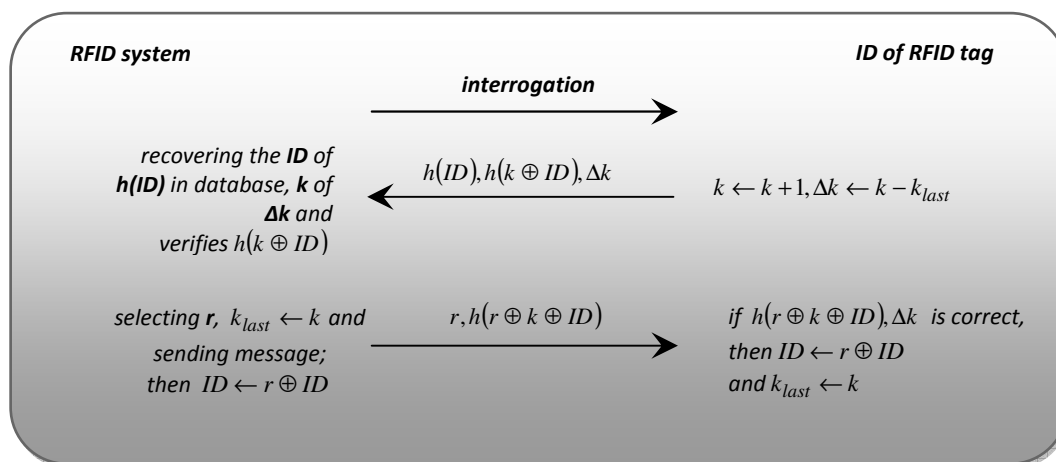 RFID system
ID of RFID tag
interrogation
recovering the ID of
h(ID) in database, k of
Δk and
verifies h(k ⊕ ID)
h(ID), h(k ⊕ ID), Δk
k ← k + 1, Δk ← k − k_last
selecting r, k_last ← k and
sending message;
then ID ← r ⊕ ID
r, h(r ⊕ k ⊕ ID)
if h(r ⊕ k ⊕ ID), Δk is correct,
then ID ← r ⊕ ID
and k_last ← k